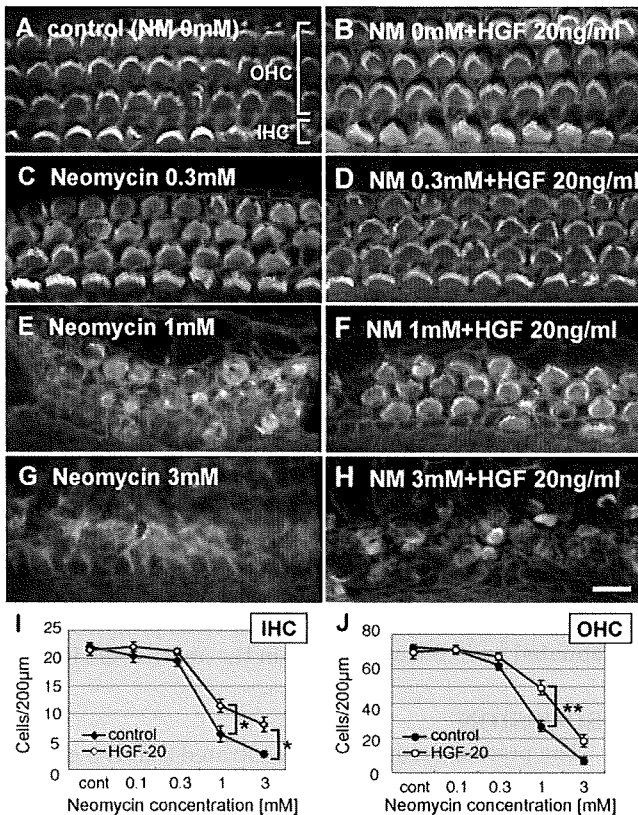 A control (NM 0mM)
OHC
IHC
B NM 0mM+HGF 20ng/ml
C Neomycin 0.3mM
D NM 0.3mM+HGF 20ng/ml
E Neomycin 1mM
F NM 1mM+HGF 20ng/ml
G Neomycin 3mM
H NM 3mM+HGF 20ng/ml
I IHC
Cells/200µm
25
20
15
10
5
0
control
HGF-20
*
*
cont 0.1 0.3 1 3
Neomycin concentration [mM]
J OHC
Cells/200µm
80
60
40
20
0
control
HGF-20
**
cont 0.1 0.3 1 3
Neomycin concentration [mM]